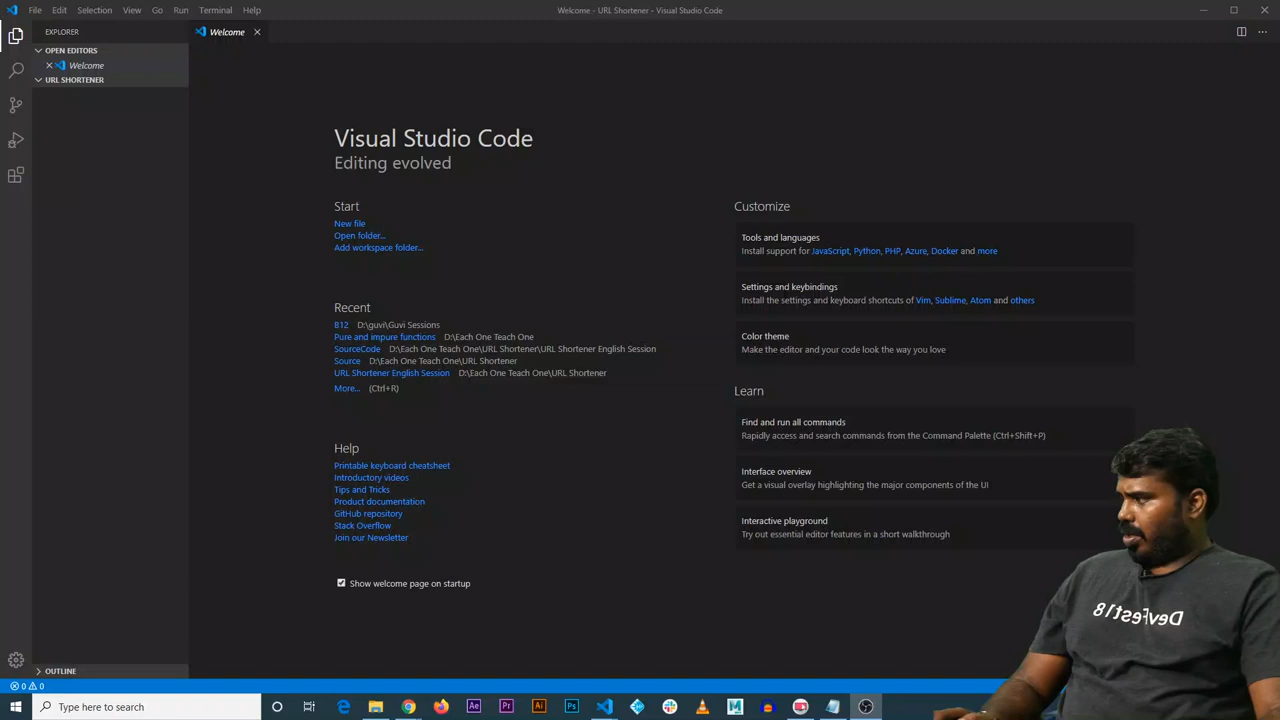 File Edit Selection View Go Run Terminal Help
Welcome - URL Shortener - Visual Studio Code
EXPLORER
OPEN EDITORS
Welcome
URL SHORTENER
OUTLINE
Welcome
Visual Studio Code
Editing evolved
Start
New file
Open folder...
Add workspace folder...
Recent
B12 D:\guvi\Guvi Sessions
Pure and impure functions D:\Each One Teach One
SourceCode D:\Each One Teach One\URL Shortener\URL Shortener English Session
Source D:\Each One Teach One\URL Shortener
URL Shortener English Session D:\Each One Teach One\URL Shortener
More... (Ctrl+R)
Help
Printable keyboard cheatsheet
Introductory videos
Tips and Tricks
Product documentation
GitHub repository
Stack Overflow
Join our Newsletter
Show welcome page on startup
Customize
Tools and languages
Install support for JavaScript, Python, PHP, Azure, Docker and more
Settings and keybindings
Install the settings and keyboard shortcuts of Vim, Sublime, Atom and others
Color theme
Make the editor and your code look the way you love
Learn
Find and run all commands
Rapidly access and search commands from the Command Palette (Ctrl+Shift+P)
Interface overview
Get a visual overlay highlighting the major components of the UI
Interactive playground
Try out essential editor features in a short walkthrough
DevFest18
0 0
Type here to search
Ae Pr Ai Ps